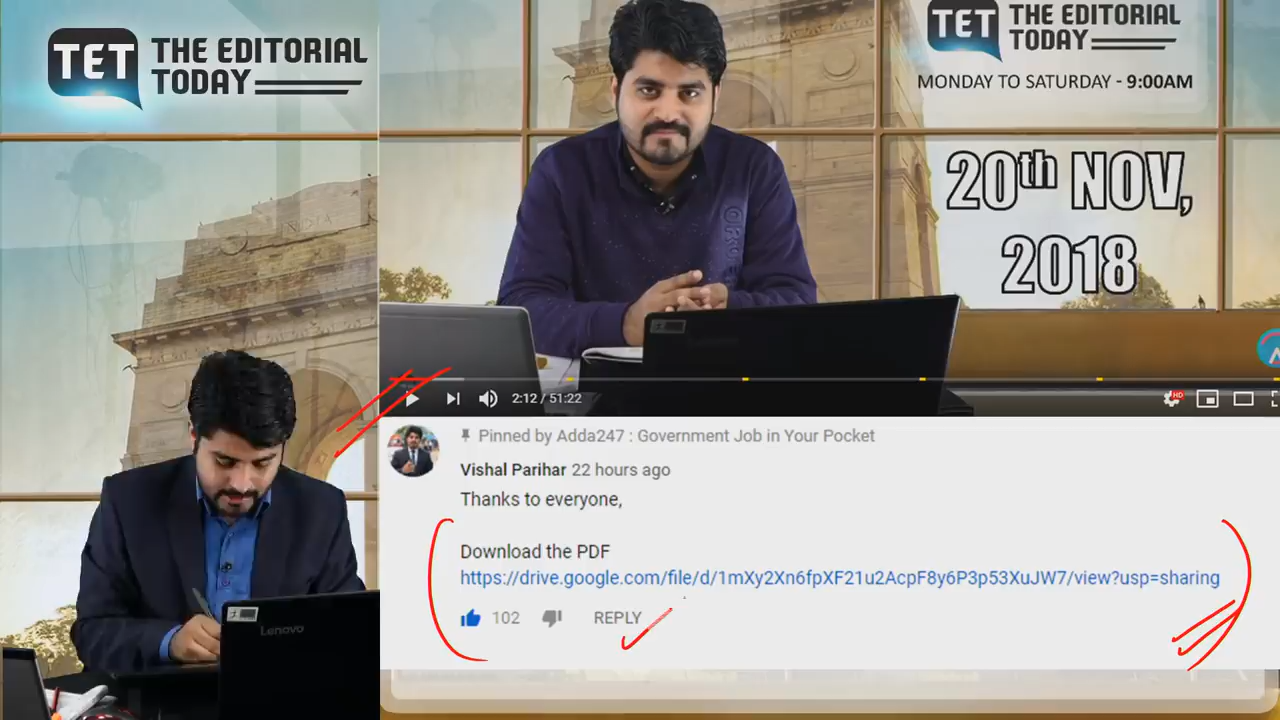 TET THE EDITORIAL
TODAY
TET THE EDITORIAL
TODAY
MONDAY TO SATURDAY - 9:00AM
20th NOV,
2018
2:12 / 51:22
HD
Pinned by Adda247 : Government Job in Your Pocket
Vishal Parihar 22 hours ago
Thanks to everyone,
Download the PDF
https://drive.google.com/file/d/1mXy2Xn6fpXF21u2AcpF8y6P3p53XuJW7/view?usp=sharing
102 REPLY
Lenovo